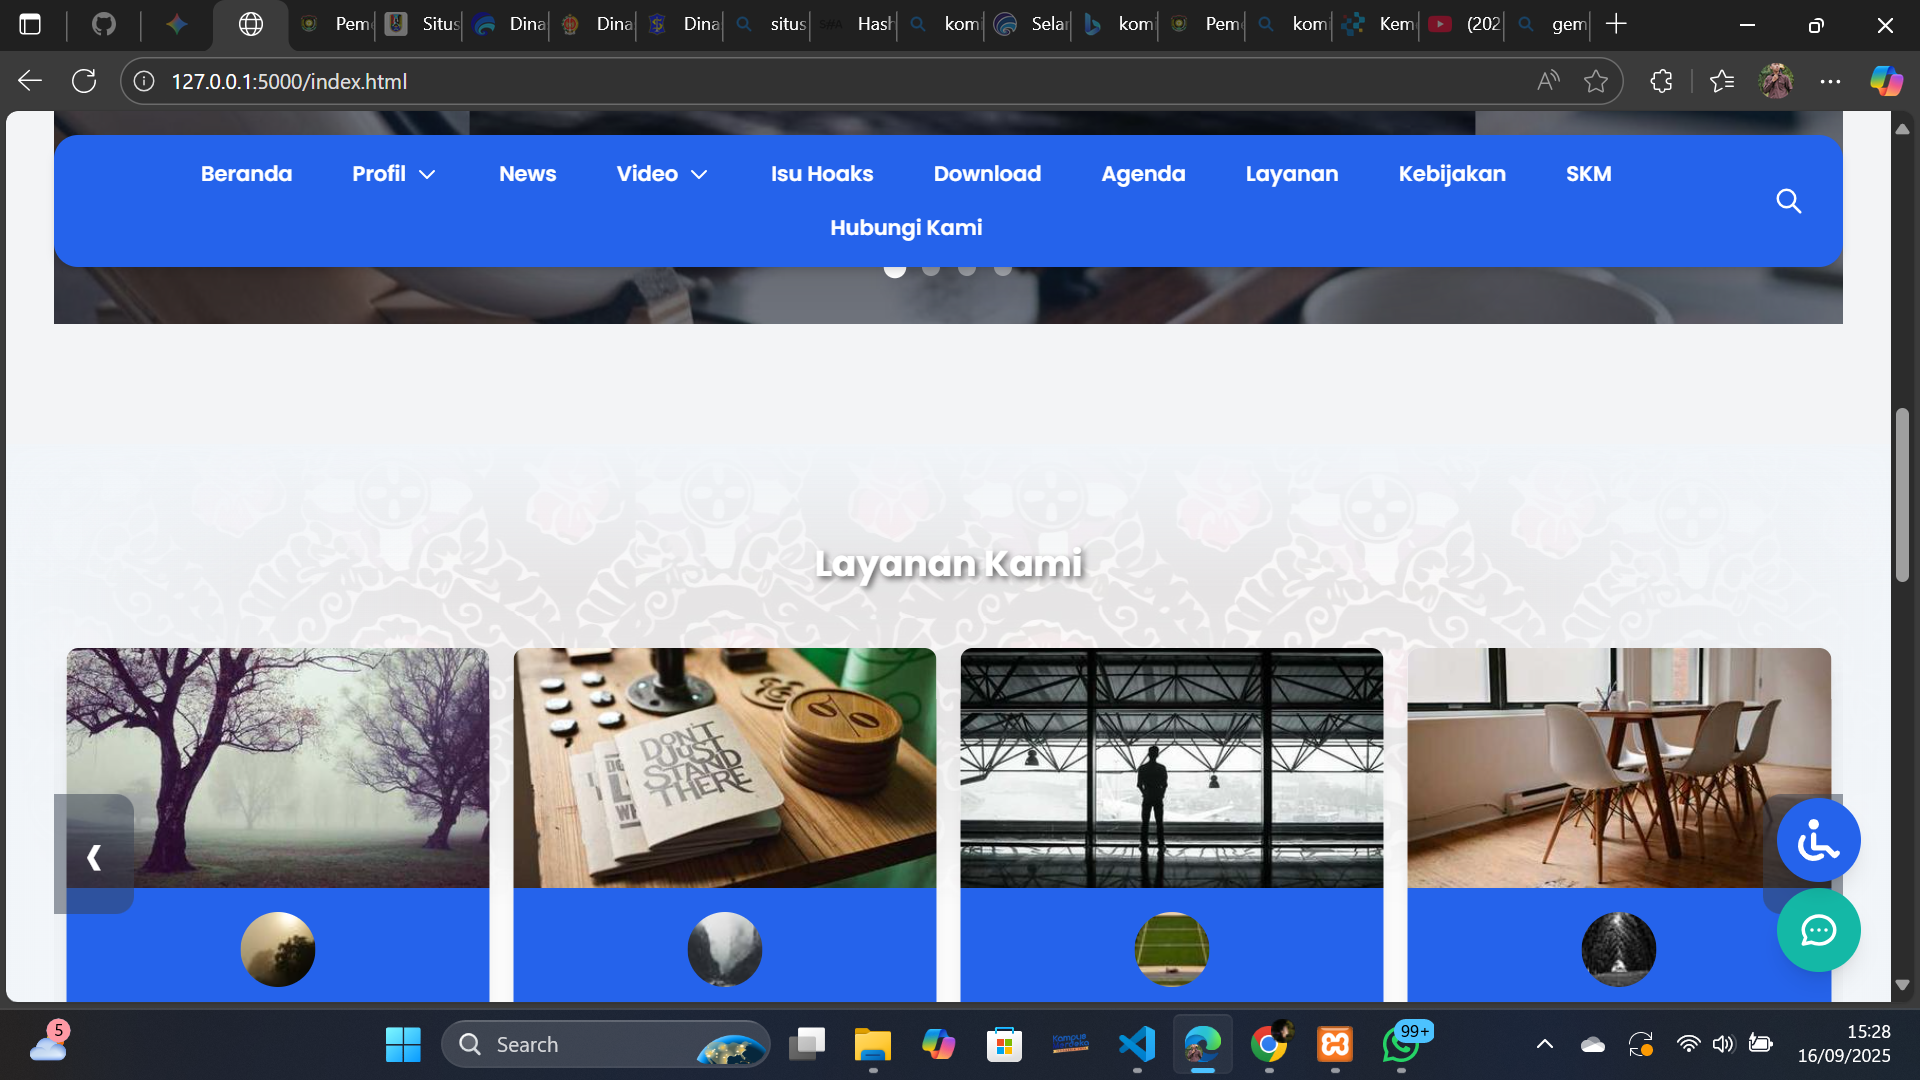 Pem
Situs
Dina
Dina
Dina
situs
S#A
Hash
kom
Selar
komi
Pem
komi
Kem
(202
gem
127.0.0.1:5000/index.html
Beranda
Profil
News
Video
Isu Hoaks
Download
Agenda
Layanan
Kebijakan
SKM
Hubungi Kami
Layanan Kami
DON'T
JUST
STAND
THERE
5
Search
99+
15:28
16/09/2025